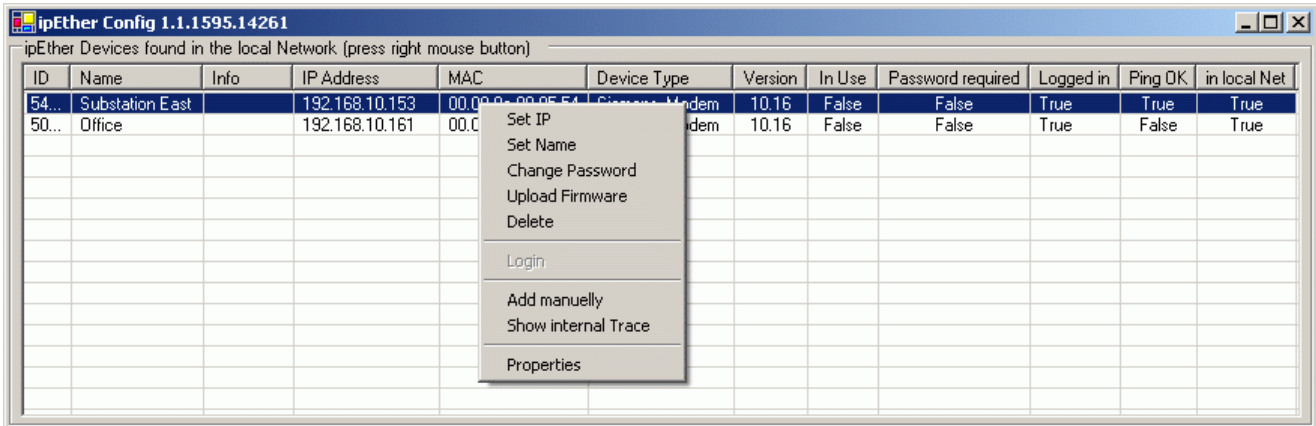 ipEther Config 1.1.1595.14261
ipEther Devices found in the local Network (press right mouse button)
ID Name Info IP Address MAC Device Type Version In Use Password required Logged in Ping OK in local Net
54... Substation East 192.168.10.153 Modem 10.16 False False True True True
50... Office 192.168.10.161 10.16 False False True False True
Set IP
Set Name
Change Password
Upload Firmware
Delete
Login
Add manuelly
Show internal Trace
Properties